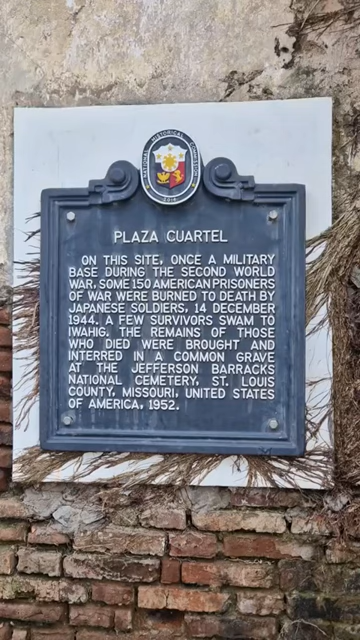 NATIONAL HISTORICAL COMMISSION
PLAZA CUARTEL
ON THIS SITE, ONCE A MILITARY
BASE DURING THE SECOND WORLD
WAR, SOME 150 AMERICAN PRISONERS
OF WAR WERE BURNED TO DEATH BY
JAPANESE SOLDIERS, 14 DECEMBER
1944. A FEW SURVIVORS SWAM TO
IWAHIG. THE REMAINS OF THOSE
WHO DIED WERE BROUGHT AND
INTERRED IN A COMMON GRAVE
AT THE JEFFERSON BARRACKS
NATIONAL CEMETERY, ST. LOUIS
COUNTY, MISSOURI, UNITED STATES
OF AMERICA, 1952.